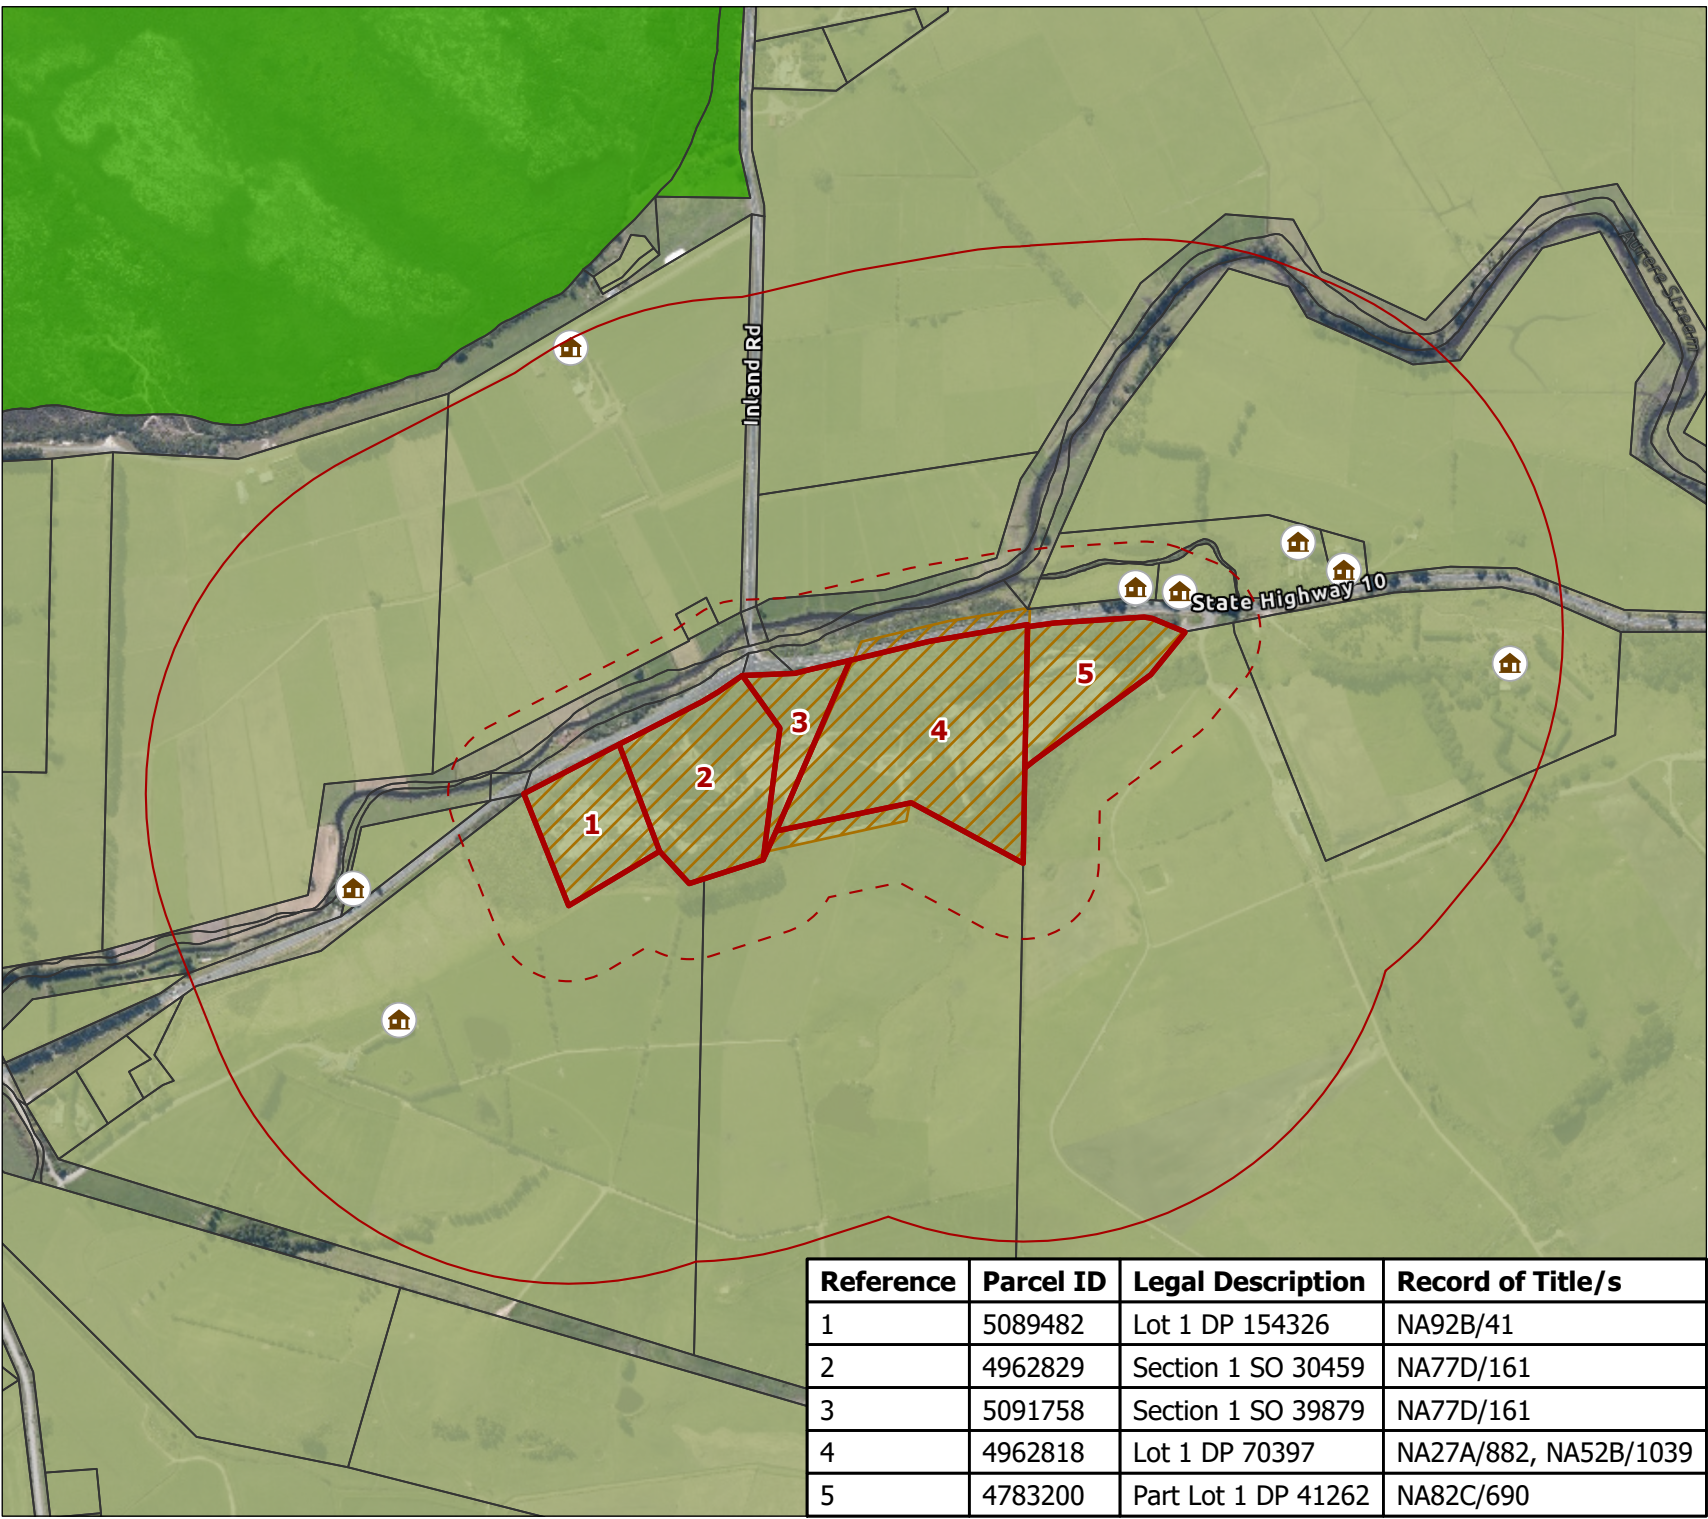 Awere Stream
Inland Rd
State Highway 10
5
3
4
2
1
Reference Parcel ID Legal Description Record of Title/s
1 5089482 Lot 1 DP 154326 NA92B/41
2 4962829 Section 1 SO 30459 NA77D/161
3 5091758 Section 1 SO 39879 NA77D/161
4 4962818 Lot 1 DP 70397 NA27A/882, NA52B/1039
5 4783200 Part Lot 1 DP 41262 NA82C/690